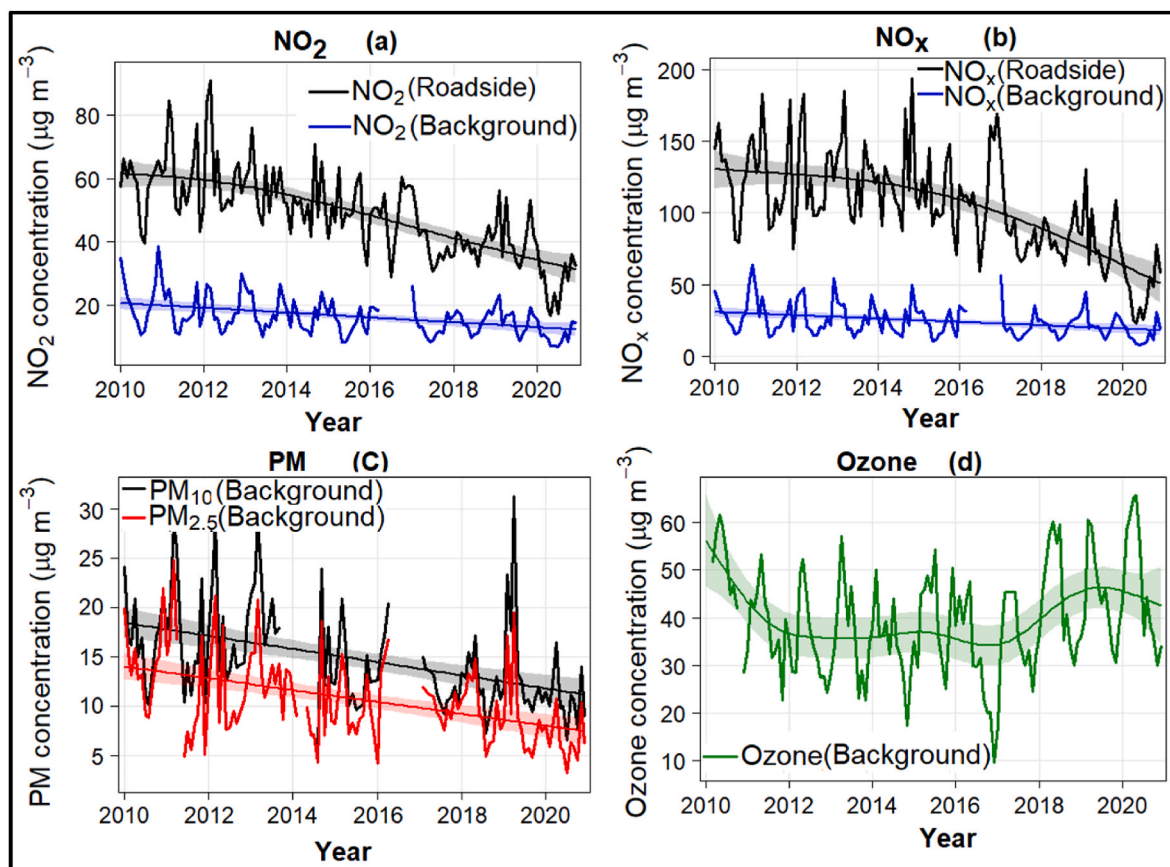 NO₂ (a)
NO₂ concentration (µg m⁻³)
80
60
40
20
NO₂(Roadside)
NO₂(Background)
2010 2012 2014 2016 2018 2020
Year
NOₓ (b)
NOₓ concentration (µg m⁻³)
200
150
100
50
0
NOₓ(Roadside)
NOₓ(Background)
2010 2012 2014 2016 2018 2020
Year
PM (C)
PM concentration (µg m⁻³)
30
25
20
15
10
5
PM₁₀(Background)
PM₂.₅(Background)
2010 2012 2014 2016 2018 2020
Year
Ozone (d)
Ozone concentration (µg m⁻³)
60
50
40
30
20
10
Ozone(Background)
2010 2012 2014 2016 2018 2020
Year